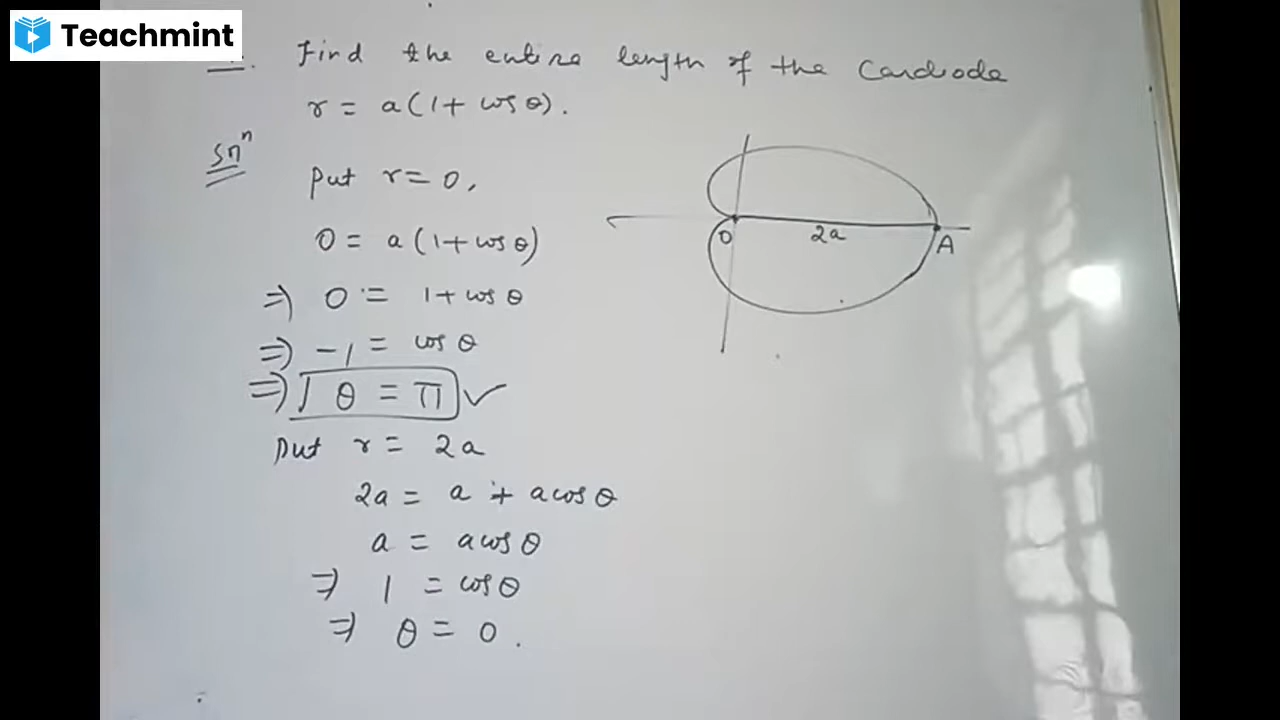 Teachmint
Find the entire length of the Cardiode
r = a(1+ cos θ).
Solⁿ
Put r = 0,
0 = a(1+cos θ)
⇒ 0 = 1+ cos θ
⇒ -1 = cos θ
⇒ θ = π ✓
Put r = 2a
2a = a + a cos θ
a = a cos θ
⇒ 1 = cos θ
⇒ θ = 0.
O 2a A